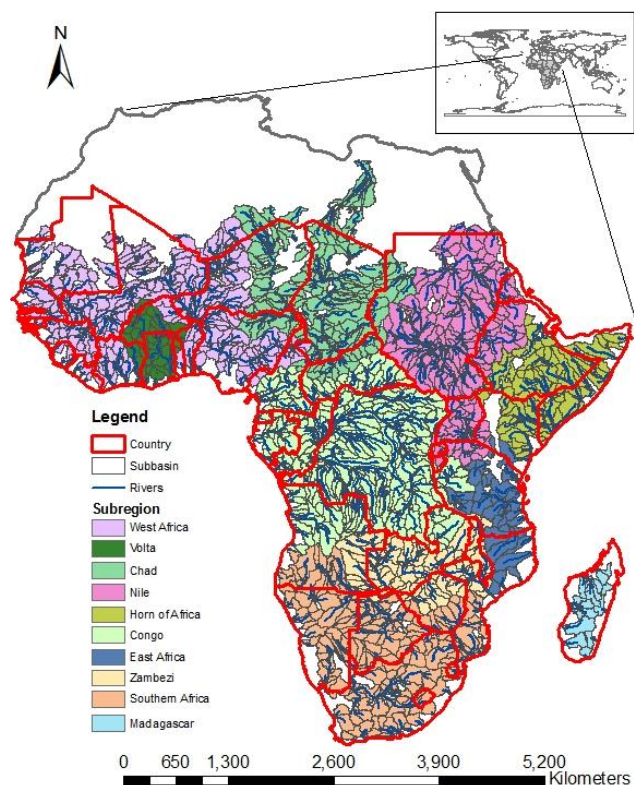 N
Legend
Country
Subbasin
Rivers
Subregion
West Africa
Volta
Chad
Nile
Horn of Africa
Congo
East Africa
Zambezi
Southern Africa
Madagascar
0 650 1,300 2,600 3,900 5,200
Kilometers